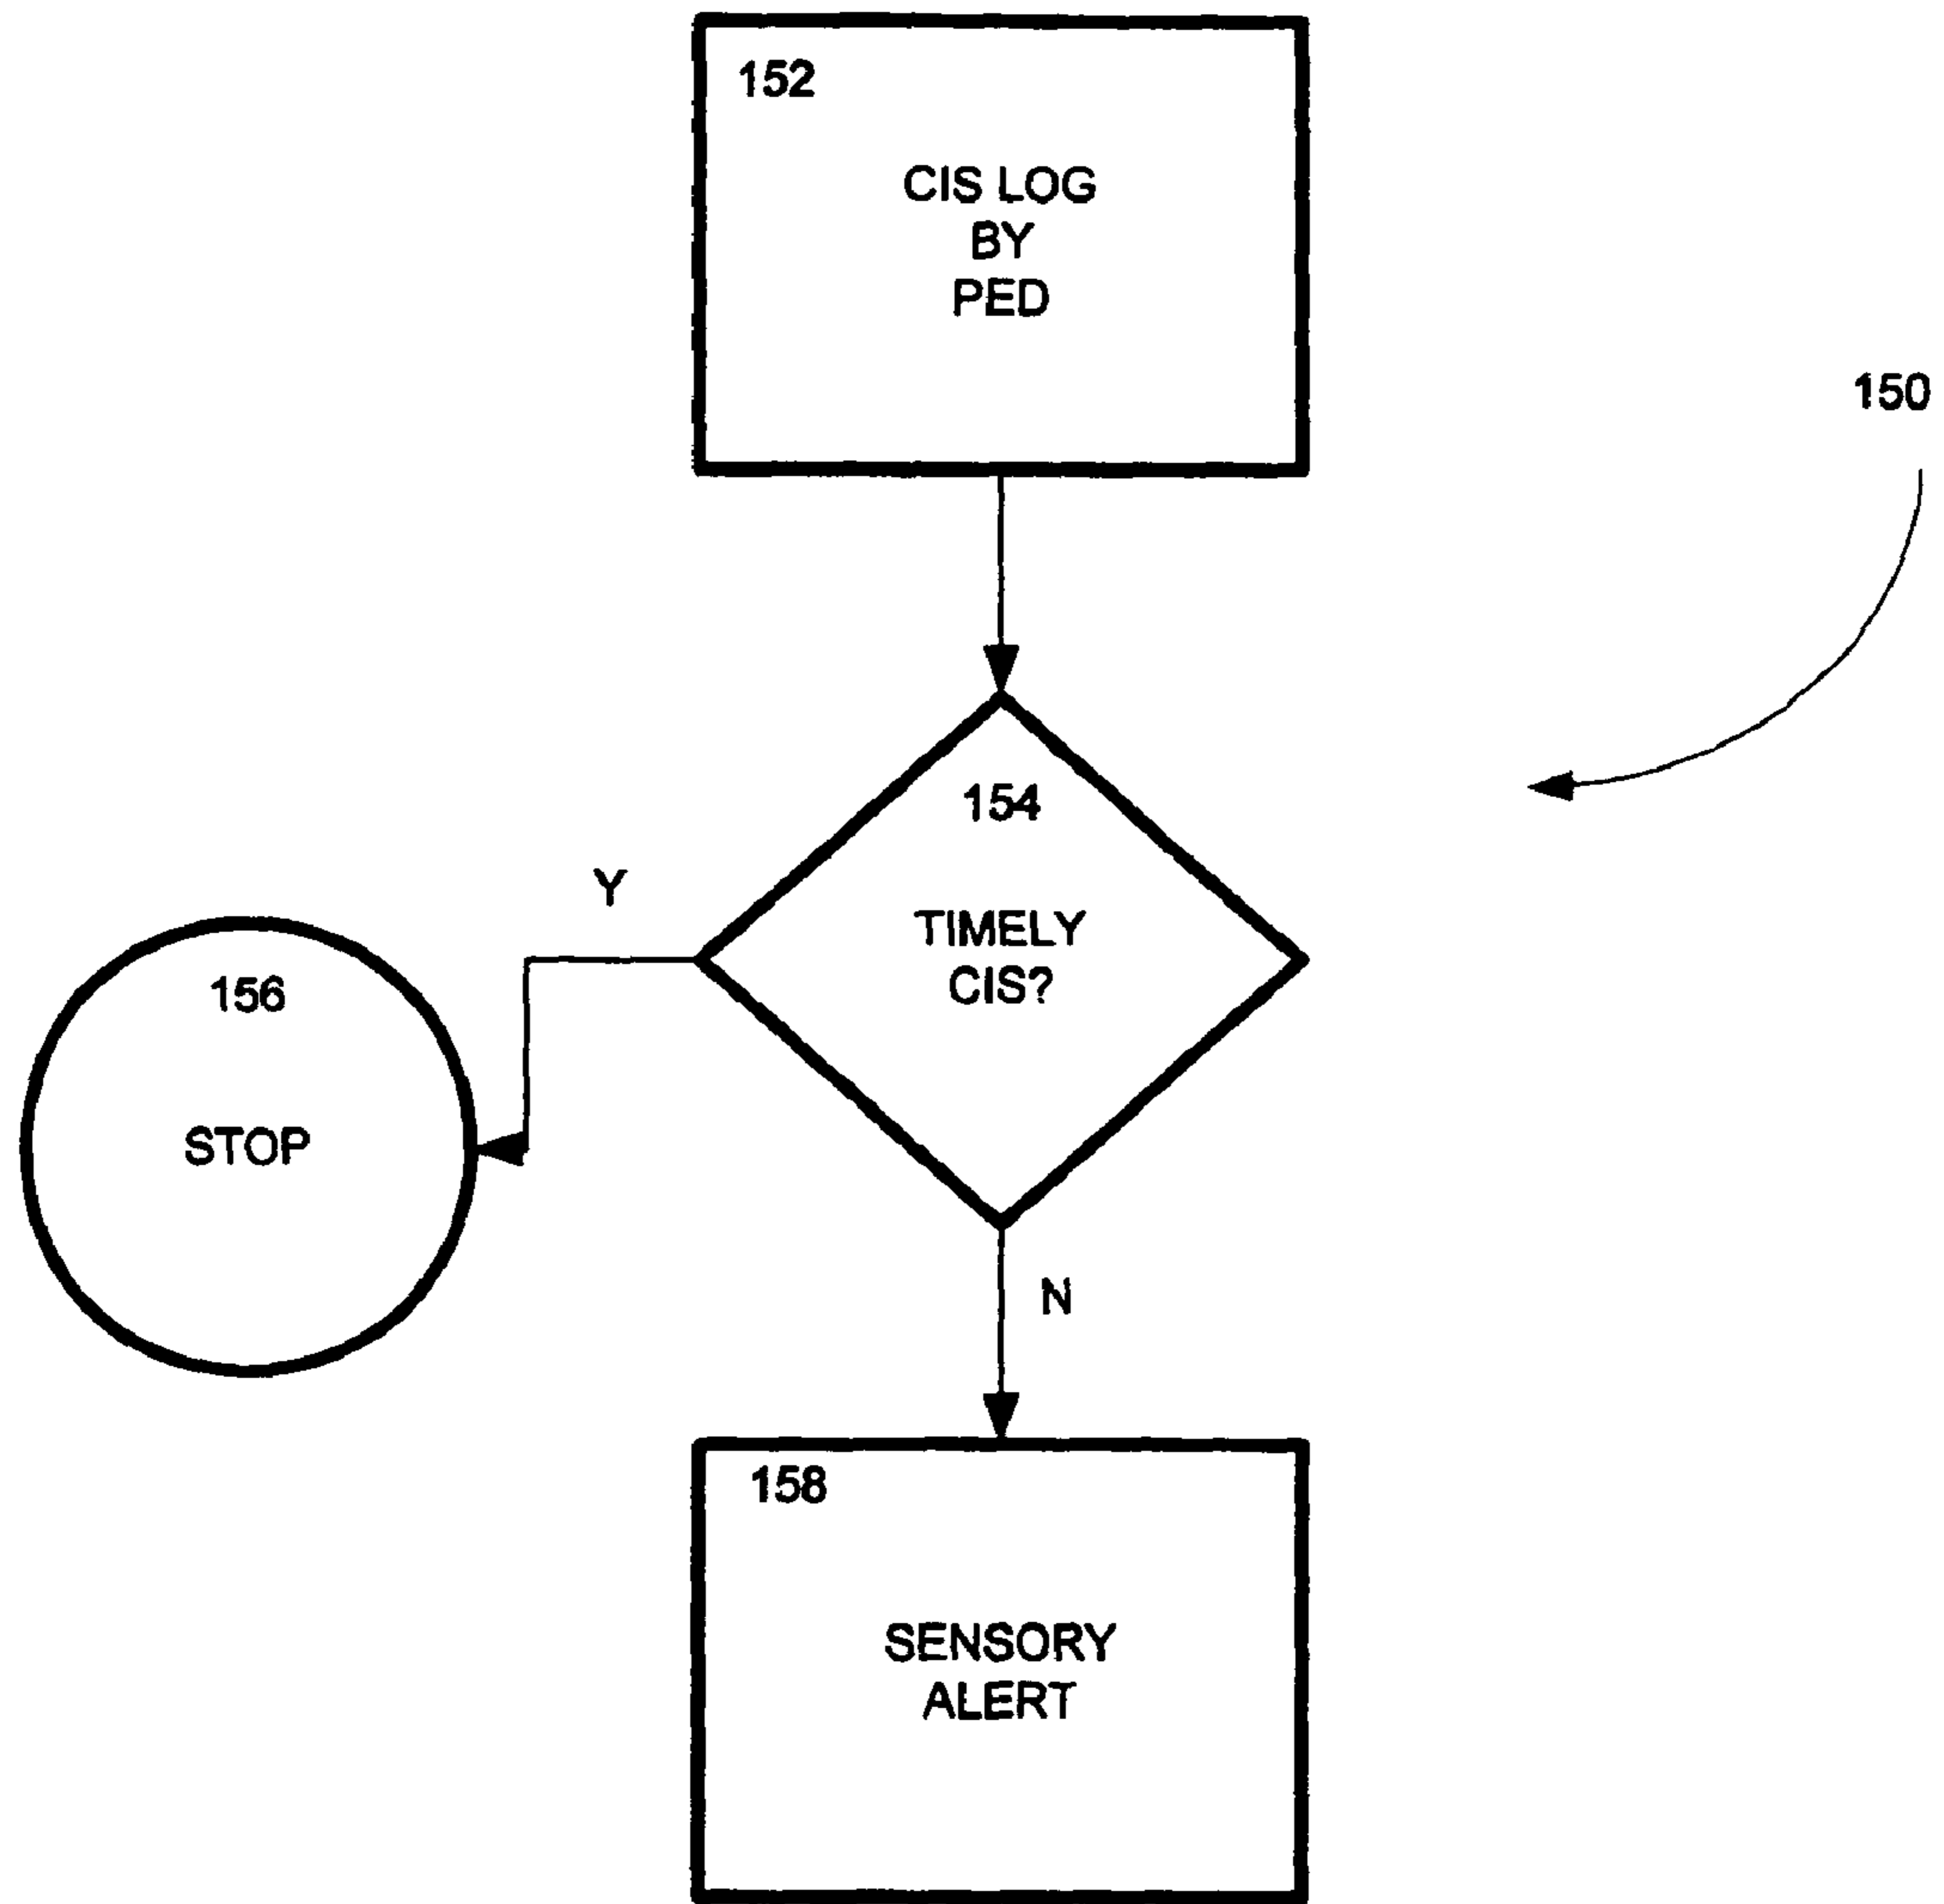 152
CIS LOG
BY
PED
150
154
TIMELY
CIS?
Y
156
STOP
N
158
SENSORY
ALERT